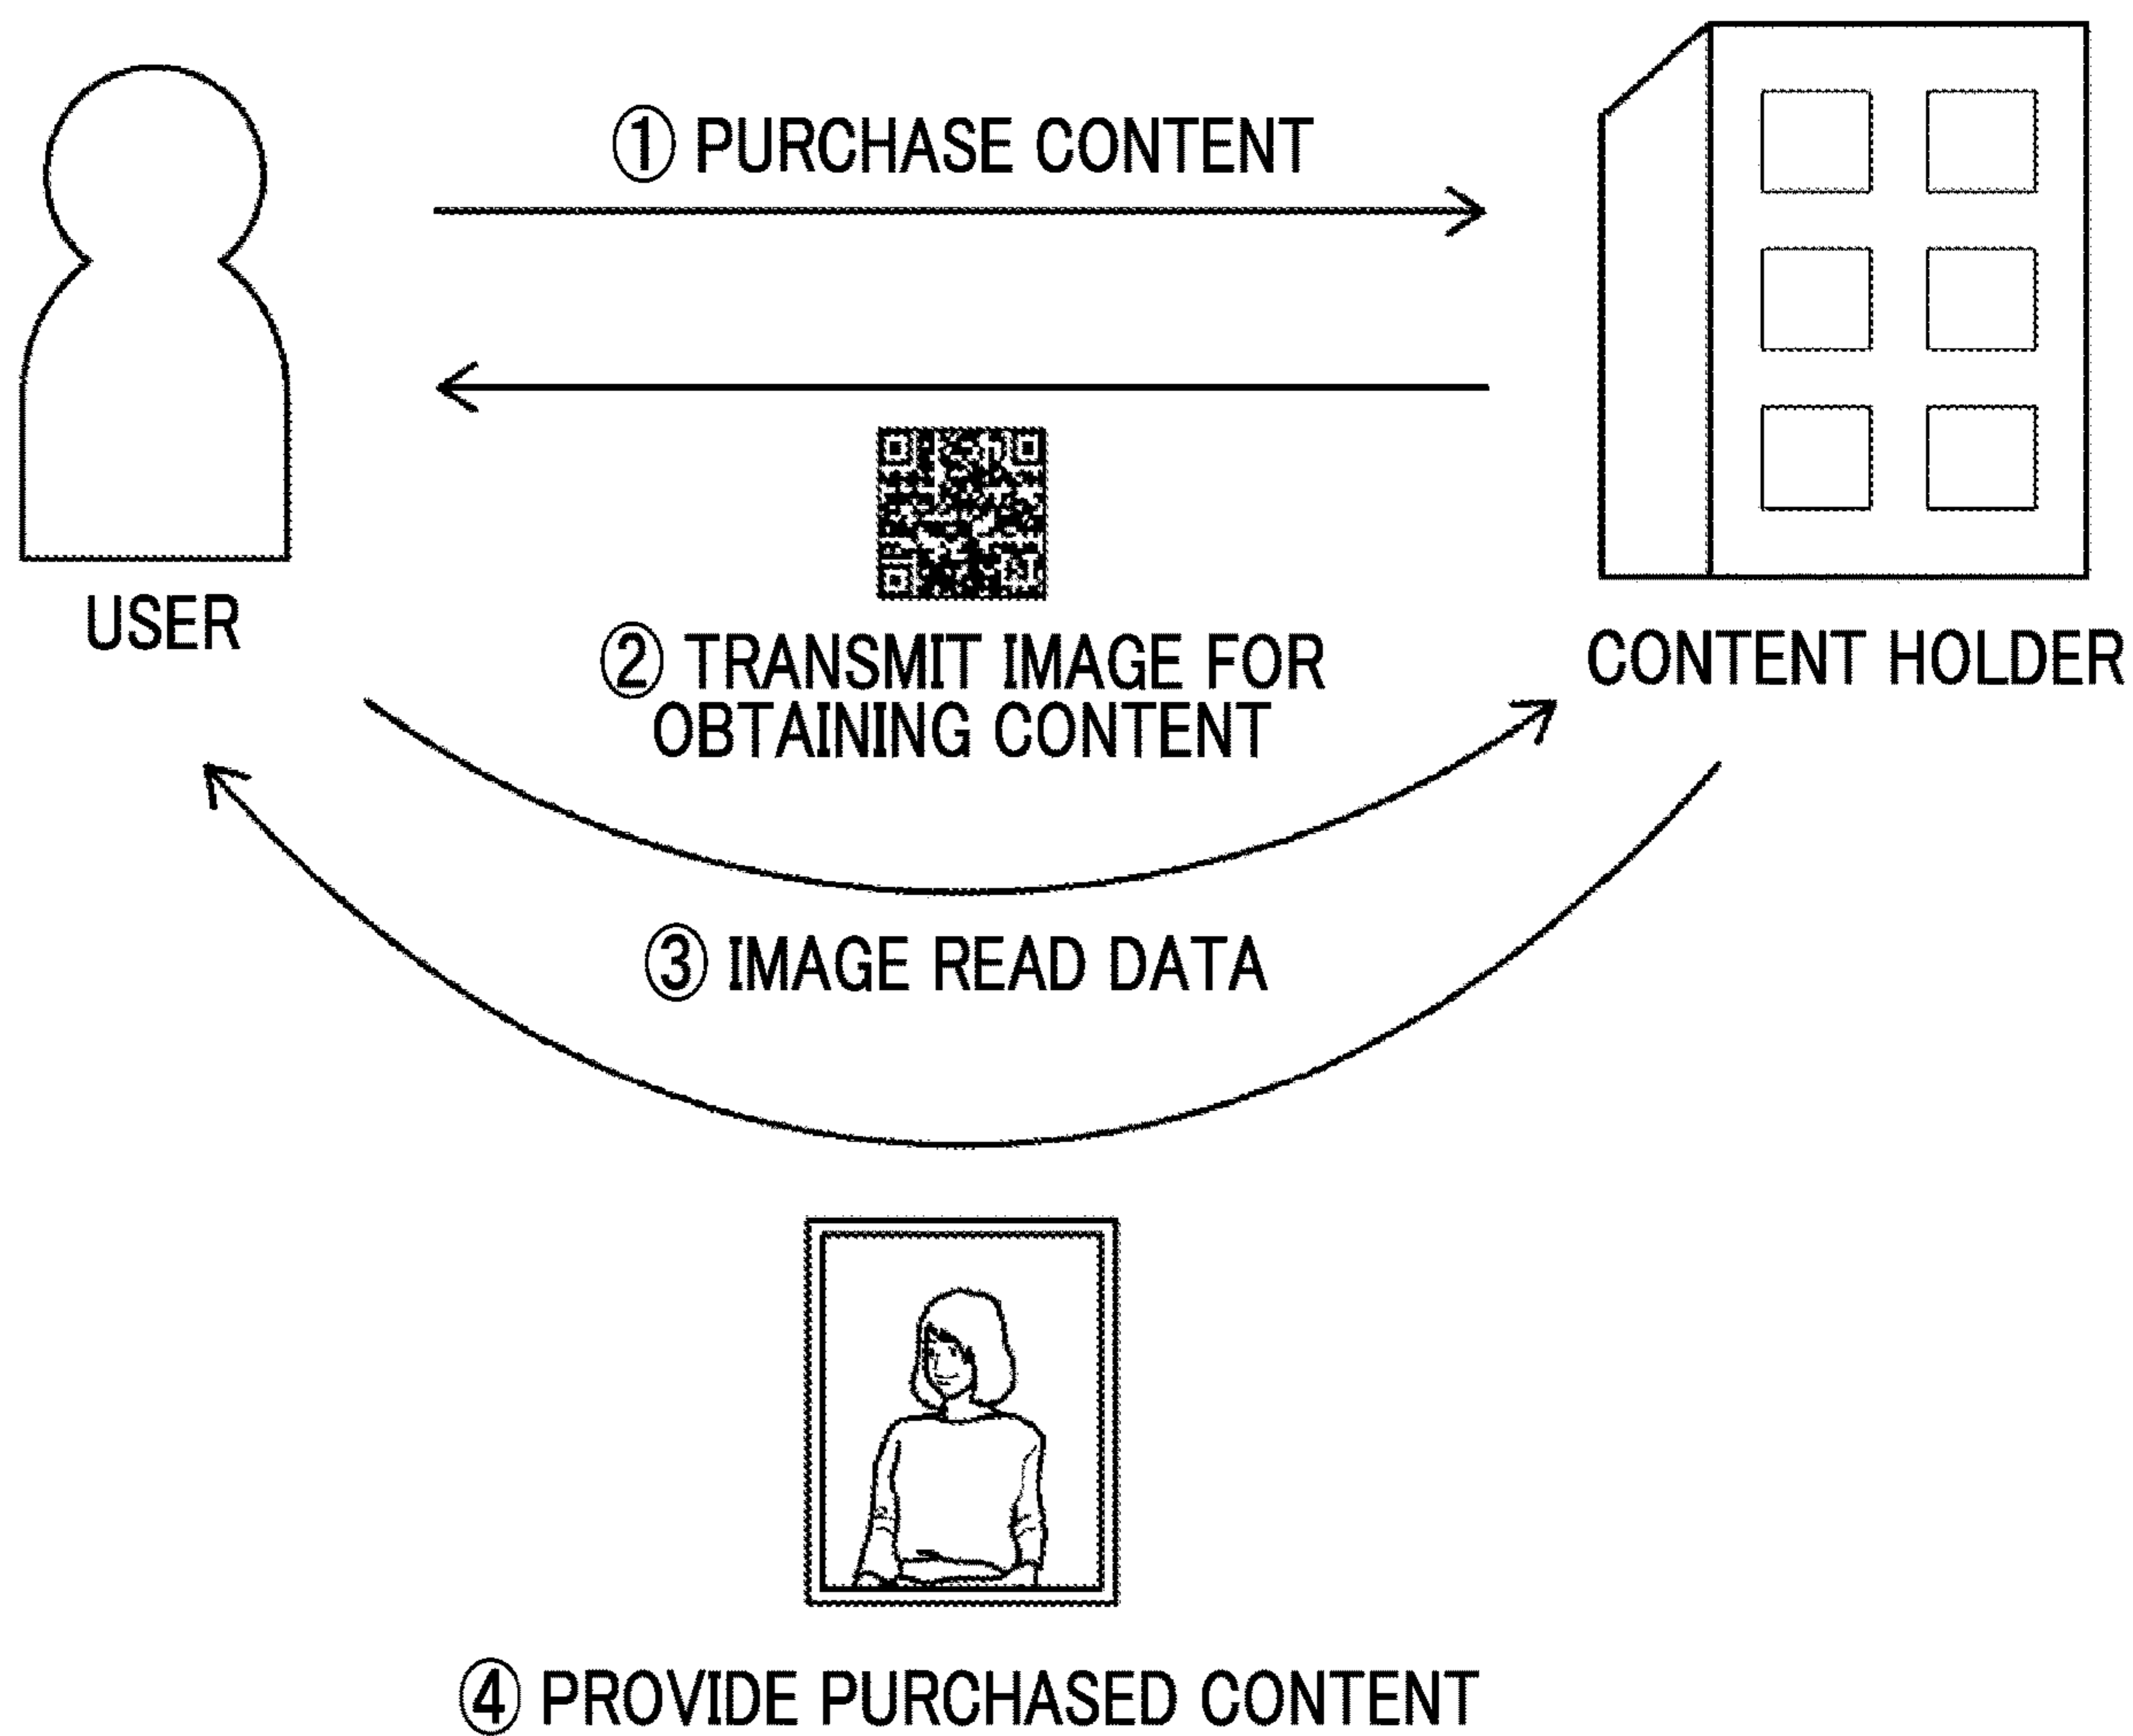 ① PURCHASE CONTENT
USER
② TRANSMIT IMAGE FOR
OBTAINING CONTENT
CONTENT HOLDER
③ IMAGE READ DATA
④ PROVIDE PURCHASED CONTENT